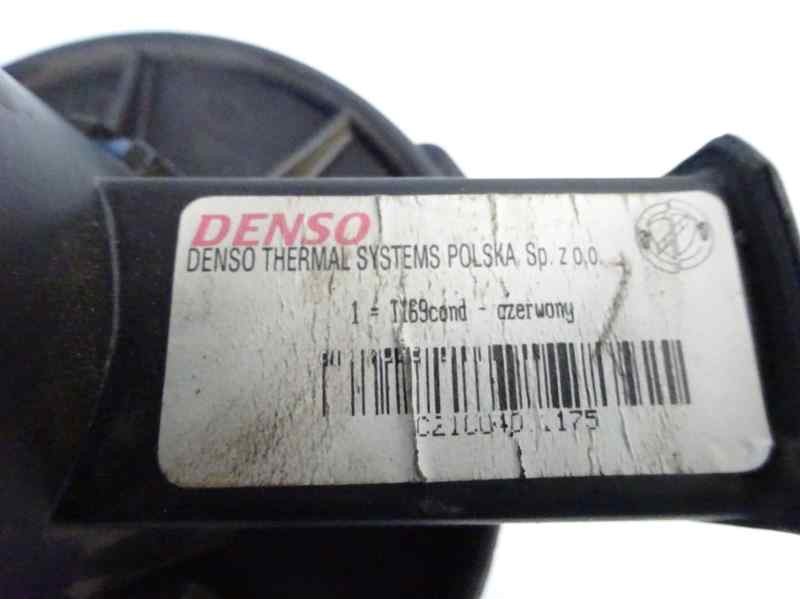 DENSO
DENSO THERMAL SYSTEMS POLSKA Sp. z o.o.
1 = T169cond - czerwony